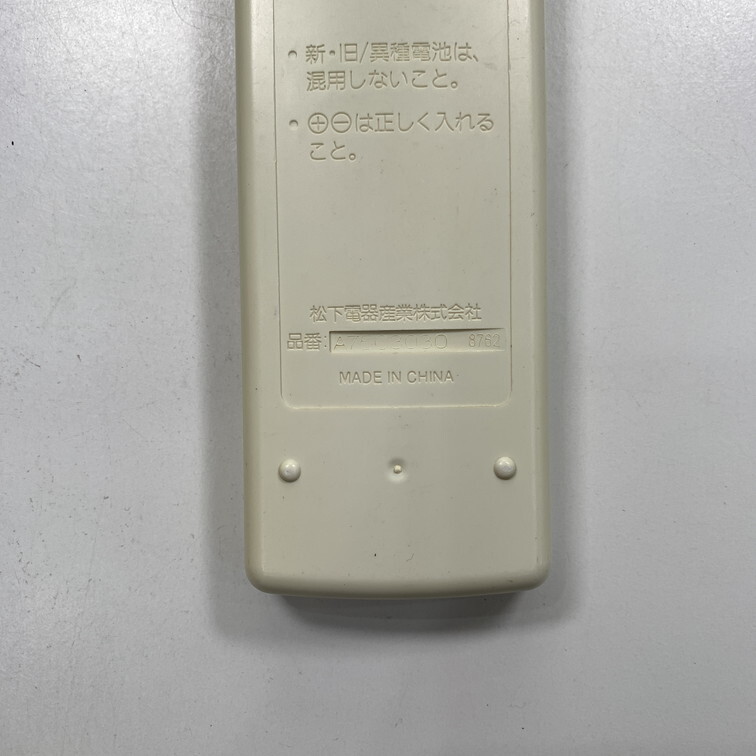 • 新・旧/異種電池は、
混用しないこと。
• ⊕⊖は正しく入れる
こと。
松下電器産業株式会社
品番:
MADE IN CHINA